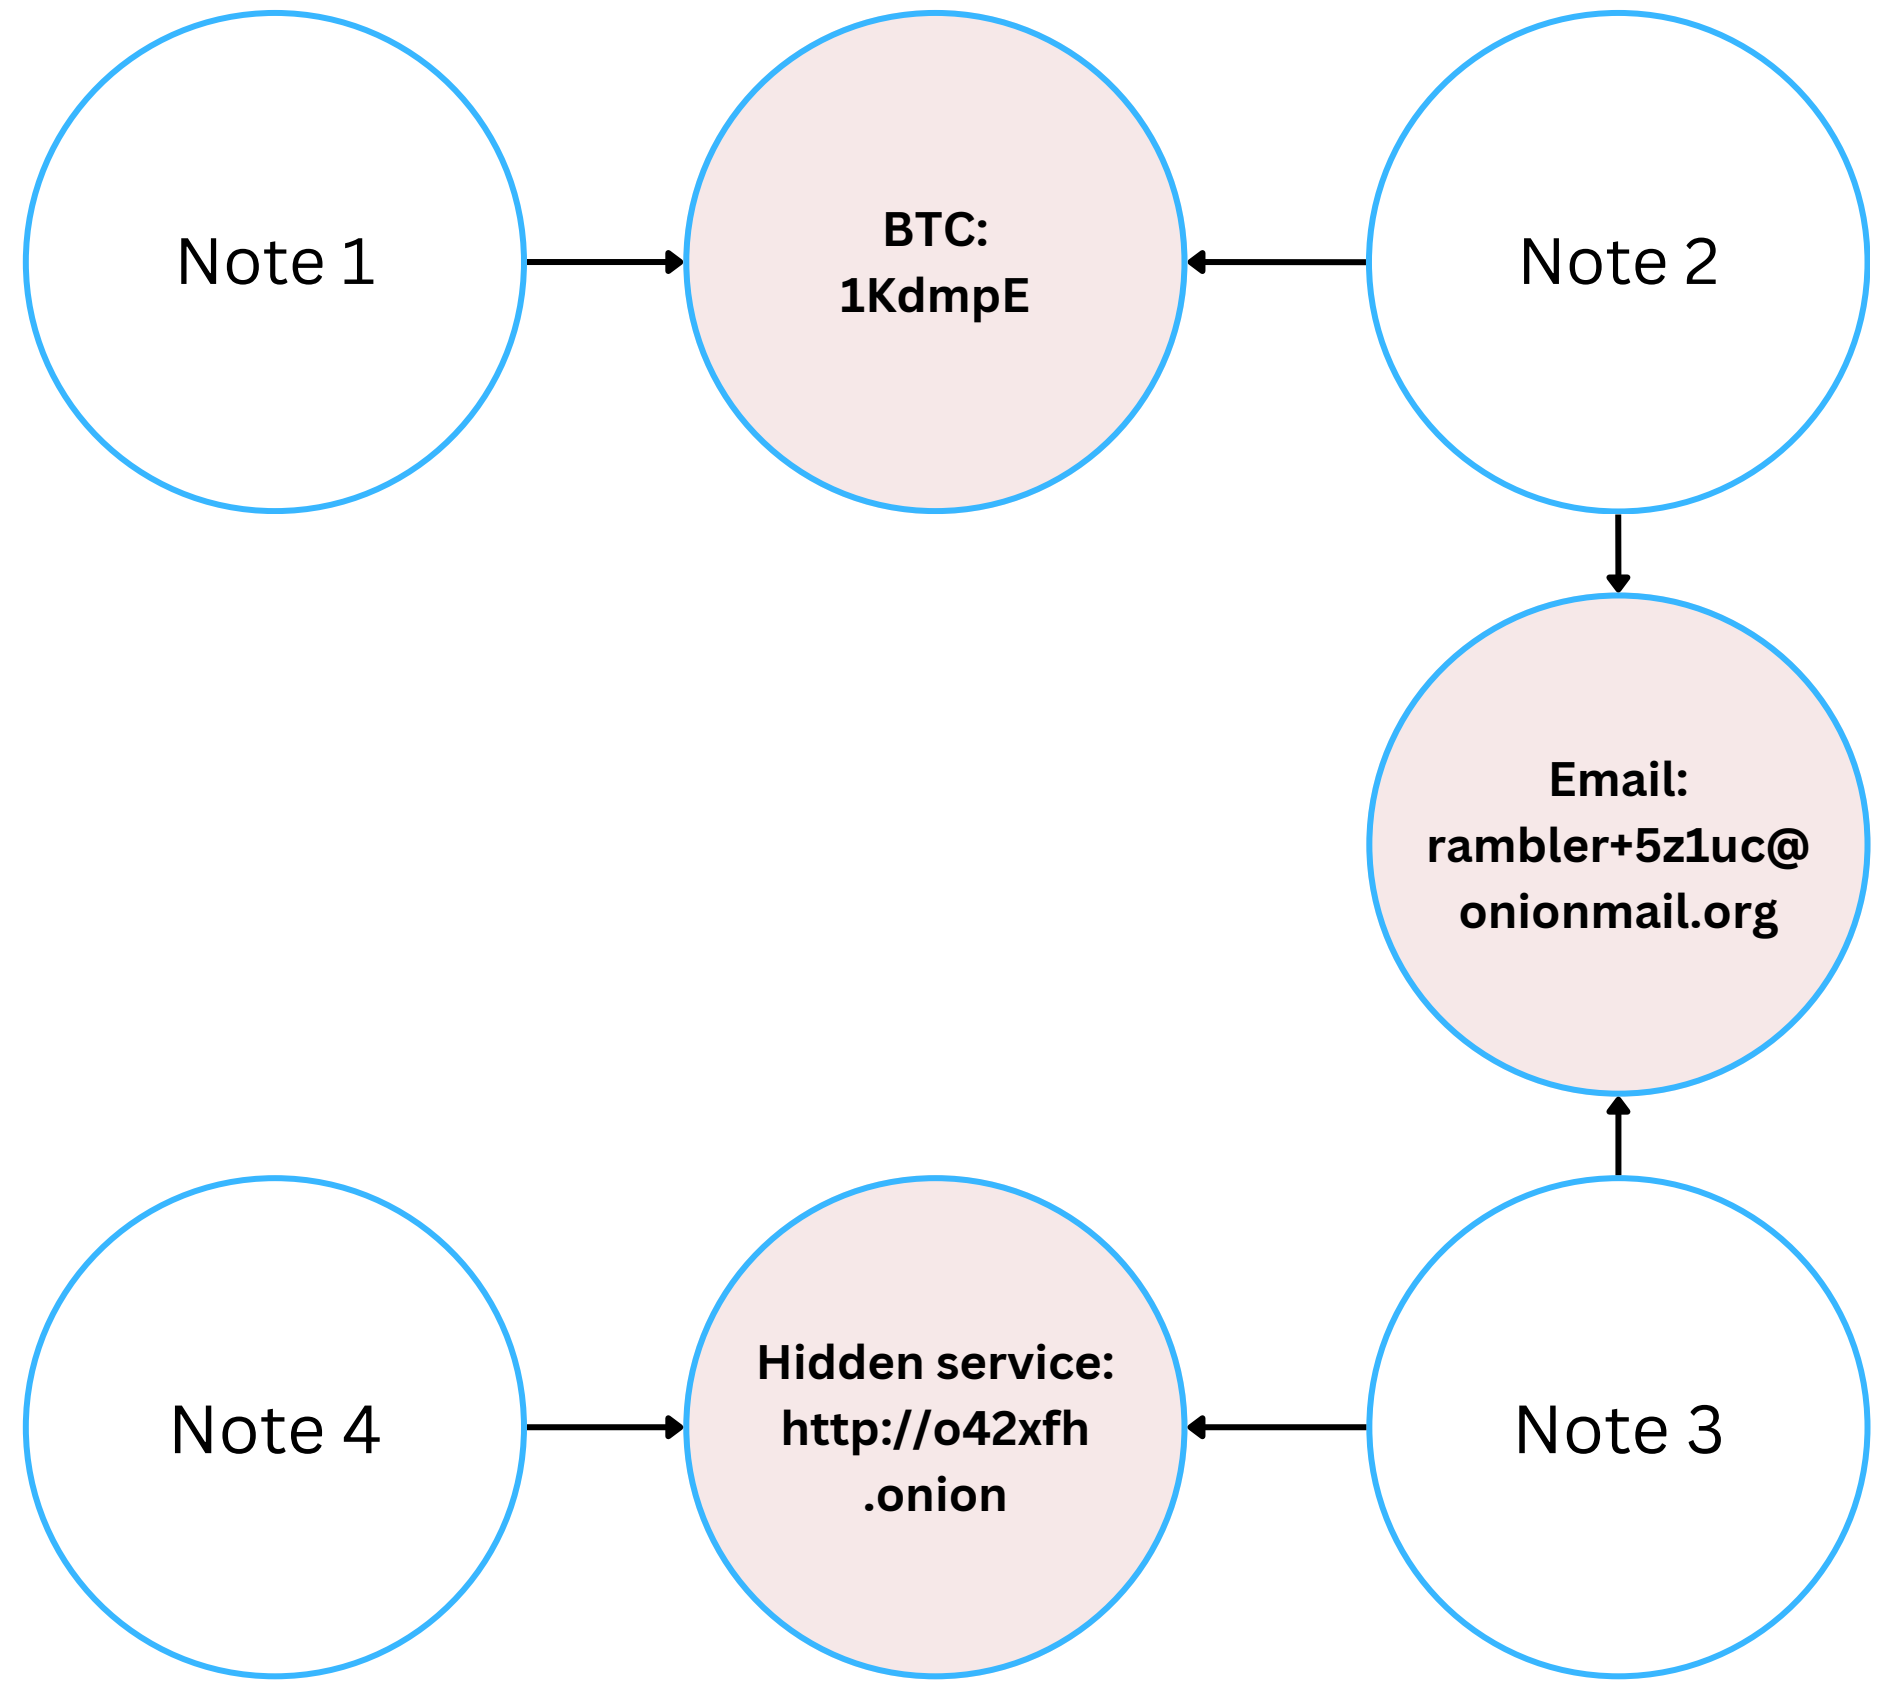 Note 1
BTC:
1KdmpE
Note 2
Email:
rambler+5z1uc@
onionmail.org
Note 4
Hidden service:
http://o42xfh
.onion
Note 3